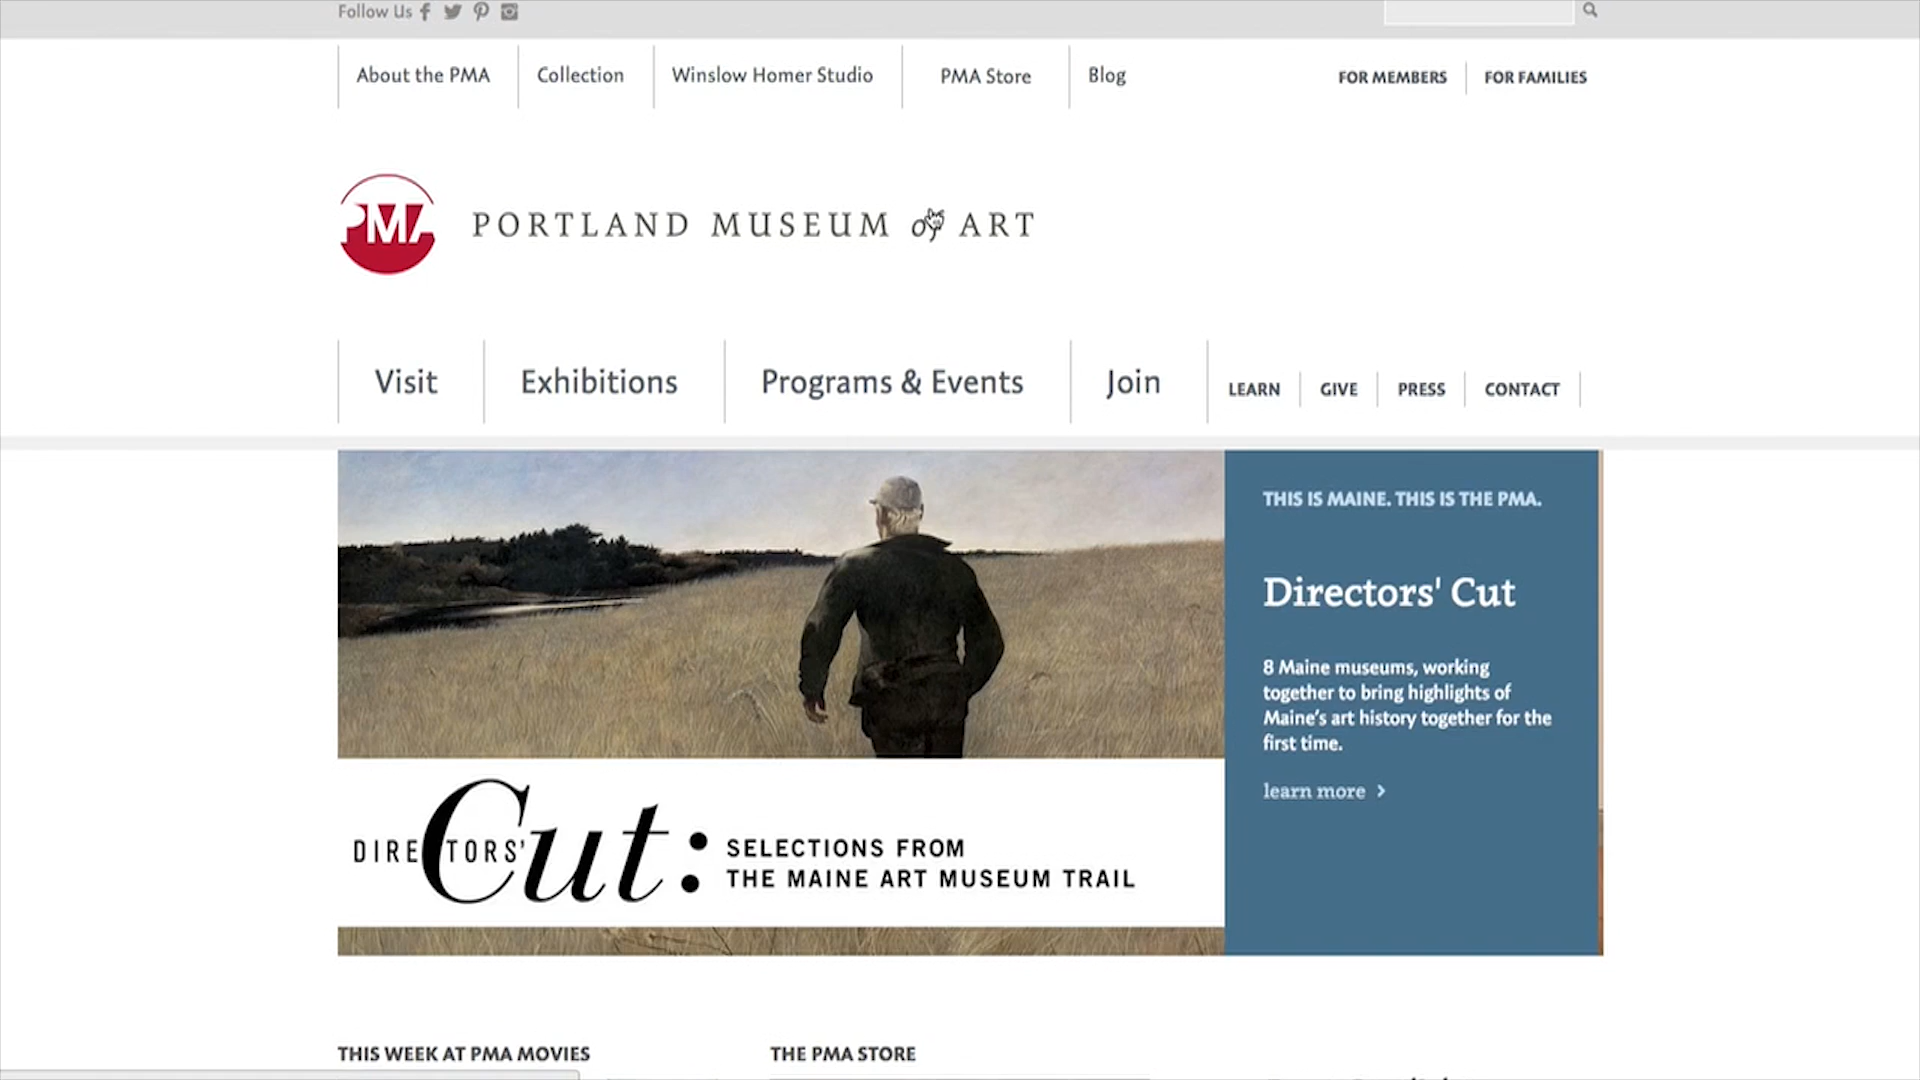 Follow Us
About the PMA
Collection
Winslow Homer Studio
PMA Store
Blog
FOR MEMBERS
FOR FAMILIES
PMA
PORTLAND MUSEUM of ART
Visit
Exhibitions
Programs & Events
Join
LEARN
GIVE
PRESS
CONTACT
THIS IS MAINE. THIS IS THE PMA.
Directors' Cut
8 Maine museums, working
together to bring highlights of
Maine's art history together for the
first time.
learn more >
DIRECTORS' Cut:
SELECTIONS FROM
THE MAINE ART MUSEUM TRAIL
THIS WEEK AT PMA MOVIES
THE PMA STORE